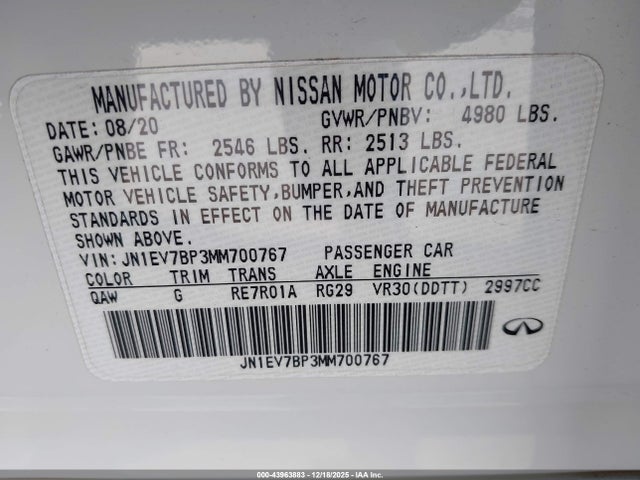 MANUFACTURED BY NISSAN MOTOR CO.,LTD.
DATE: 08/20 GVWR/PNBV: 4980 LBS.
GAWR/PNBE FR: 2546 LBS. RR: 2513 LBS.
THIS VEHICLE CONFORMS TO ALL APPLICABLE FEDERAL
MOTOR VEHICLE SAFETY,BUMPER,AND THEFT PREVENTION
STANDARDS IN EFFECT ON THE DATE OF MANUFACTURE
SHOWN ABOVE.
VIN: JN1EV7BP3MM700767 PASSENGER CAR
COLOR TRIM TRANS AXLE ENGINE
QAW G RE7R01A RG29 VR30(DDTT) 2997CC
JN1EV7BP3MM700767
INFINITI
000-43963883 - 12/18/2025 - IAA Inc.